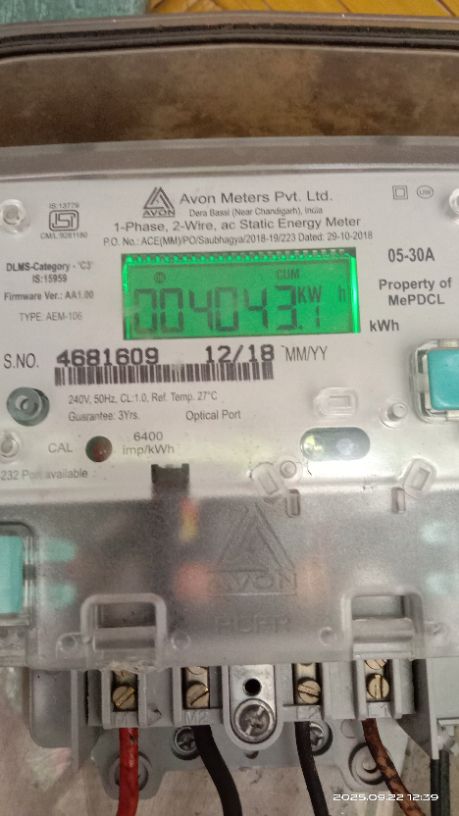 Avon Meters Pvt. Ltd.
AVON
Dera Bassi (Near Chandigarh), India
1-Phase, 2-Wire, ac Static Energy Meter
P.O. No.: ACE(MM)/PO/Saubhagya/2018-19/223 Dated: 29-10-2018
IS:13779
CM/L-9281180
DLMS-Category - 'C3'
IS:15959
Firmware Ver.: AA1.00
TYPE: AEM-106
CUM
004043.1 KW h
kWh
05-30A
Property of
MePDCL
S.NO. 4681609 12/18 MM/YY
240V, 50Hz, CL:1.0, Ref. Temp. 27°C
Guarantee: 3Yrs. Optical Port
CAL 6400
imp/kWh
-232 Port available
AVON
2025.09.22 12:39